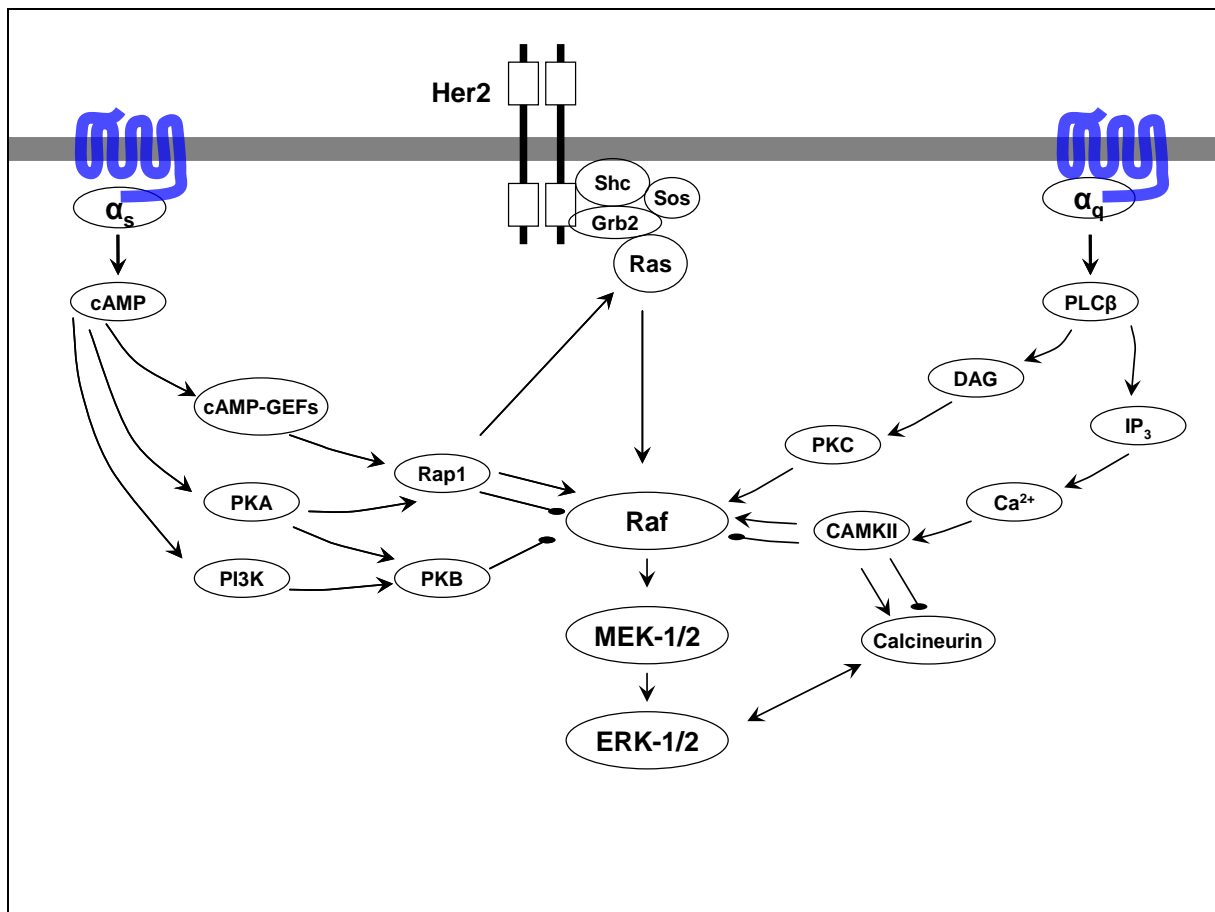 Her2
Shc
Sos
Grb2
Ras
αs
αq
cAMP
PLCβ
DAG
cAMP-GEFs
IP3
PKC
Rap1
PKA
Ca2+
Raf
CAMKII
PI3K
PKB
MEK-1/2
Calcineurin
ERK-1/2